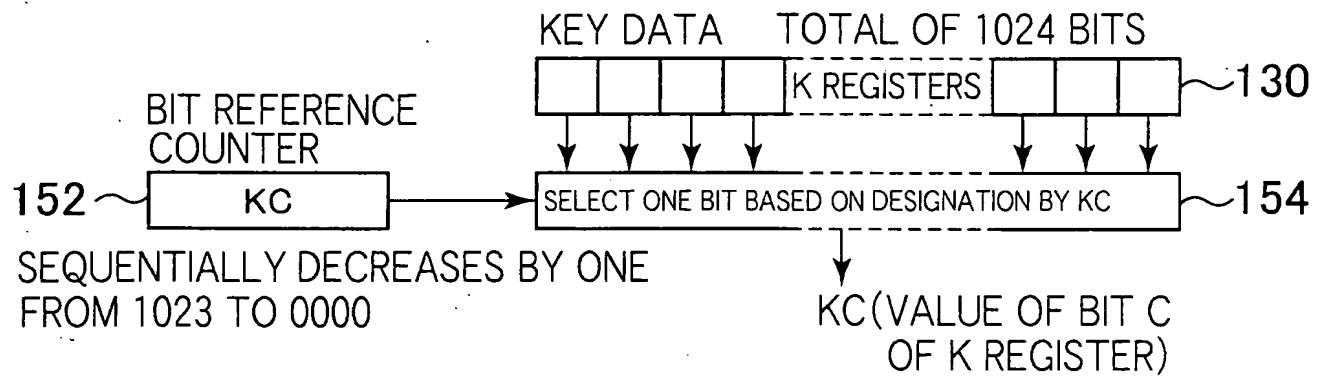 KEY DATA TOTAL OF 1024 BITS
K REGISTERS
130
BIT REFERENCE
COUNTER
152
KC
SELECT ONE BIT BASED ON DESIGNATION BY KC
154
SEQUENTIALLY DECREASES BY ONE
FROM 1023 TO 0000
KC(VALUE OF BIT C
OF K REGISTER)